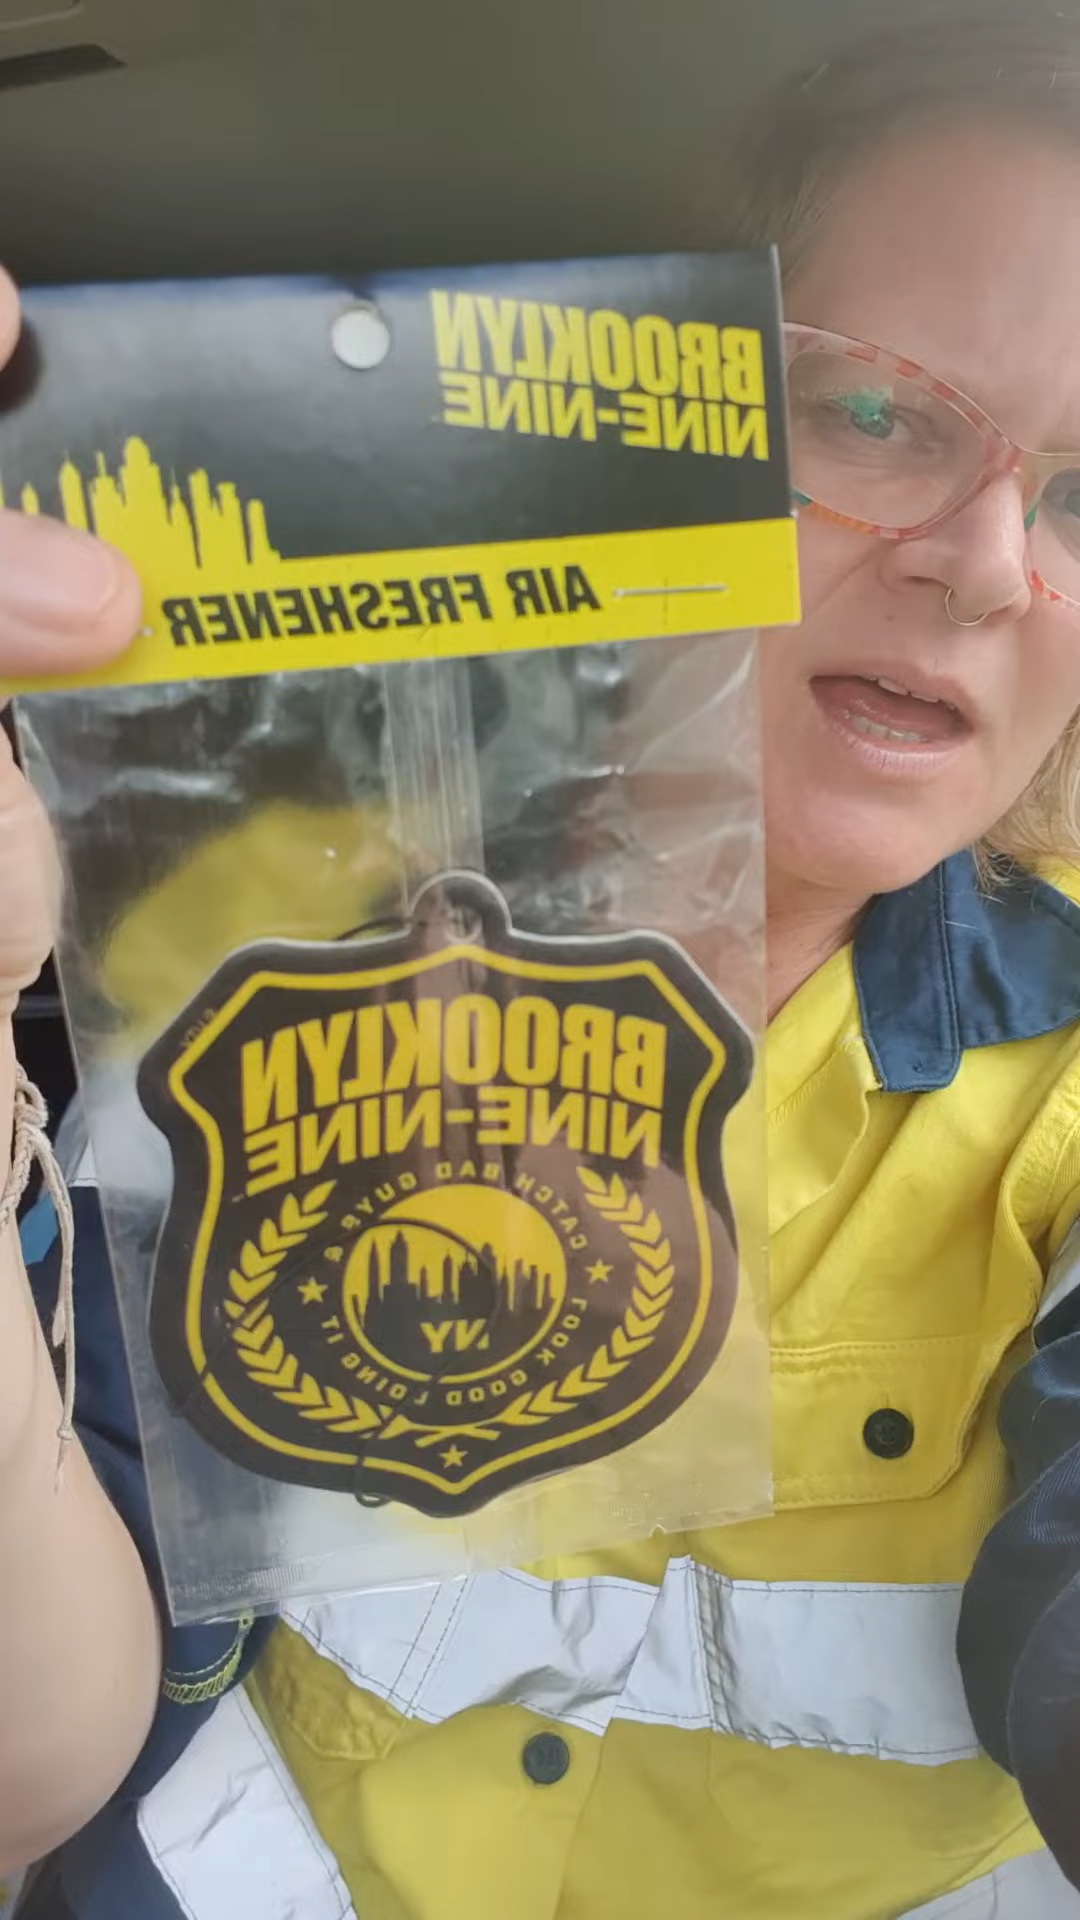 BROOKLYN
NINE-NINE
AIR FRESHENER
BROOKLYN
NINE-NINE
CATCH BAD GUYS &
LOOK GOOD DOING IT
NY